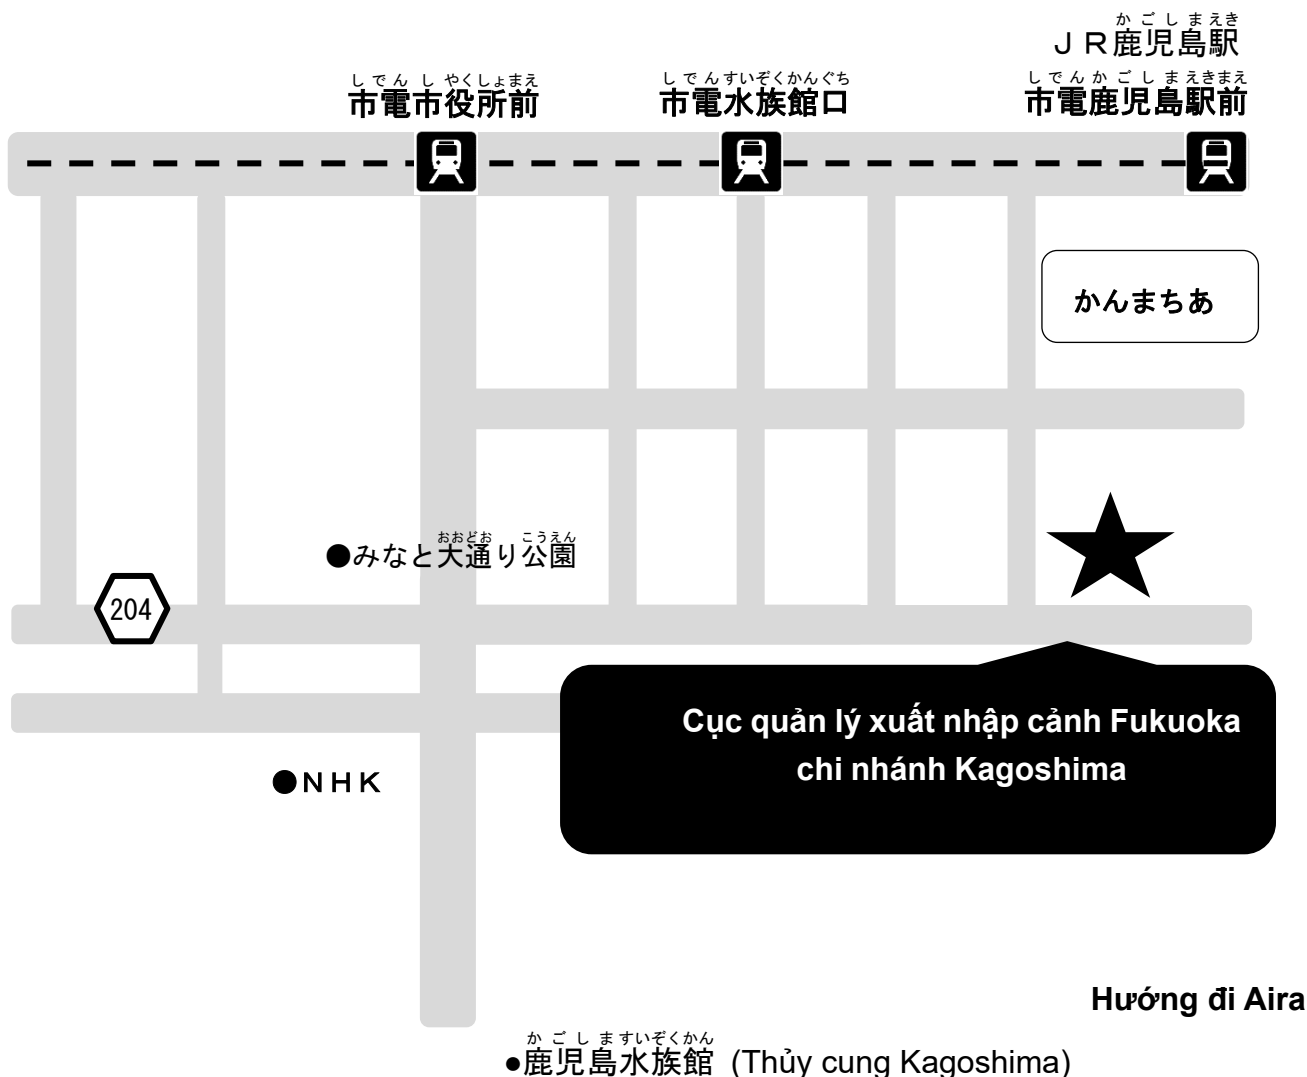 かごしまえき
ＪＲ鹿児島駅
しでんしやくしょまえ
市電市役所前
しでんすいぞくかんぐち
市電水族館口
しでんかごしまえきまえ
市電鹿児島駅前
かんまちあ
おおどお こうえん
●みなと大通り公園
204
Cục quản lý xuất nhập cảnh Fukuoka
chi nhánh Kagoshima
●ＮＨＫ
Hướng đi Aira
かごしますいぞくかん
●鹿児島水族館 (Thủy cung Kagoshima)